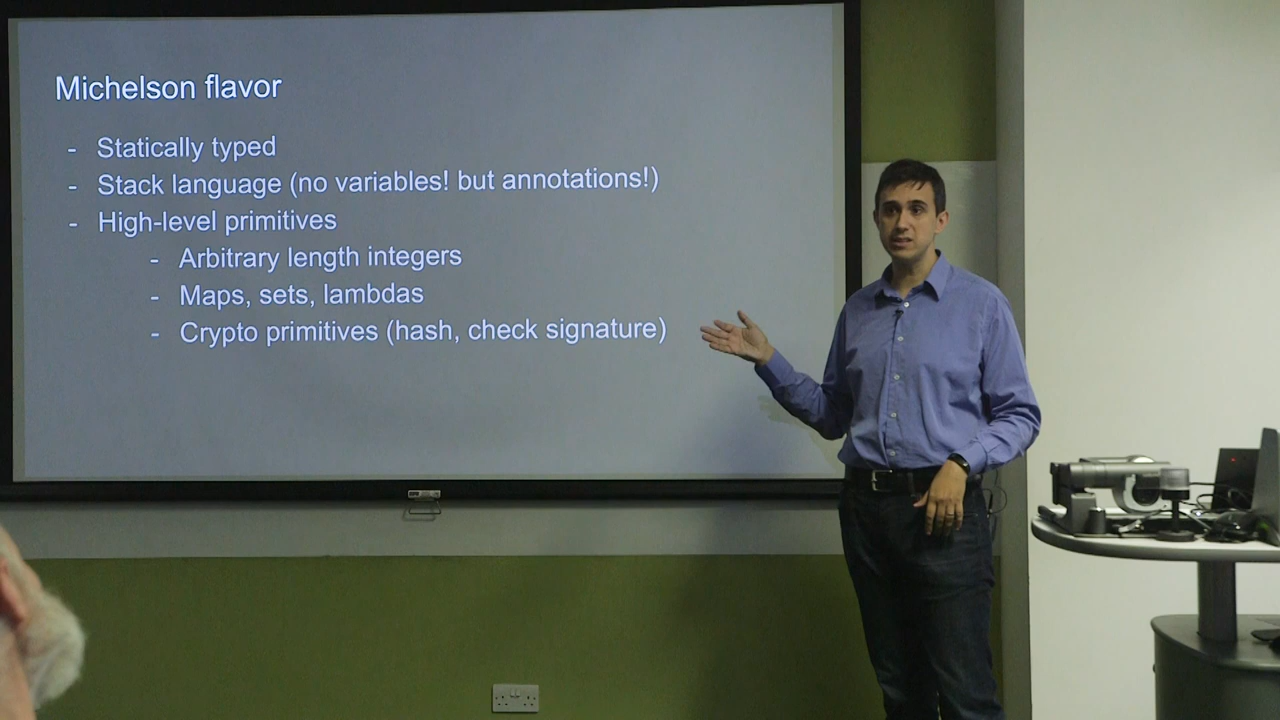 Michelson flavor
- Statically typed
- Stack language (no variables! but annotations!)
- High-level primitives
- Arbitrary length integers
- Maps, sets, lambdas
- Crypto primitives (hash, check signature)